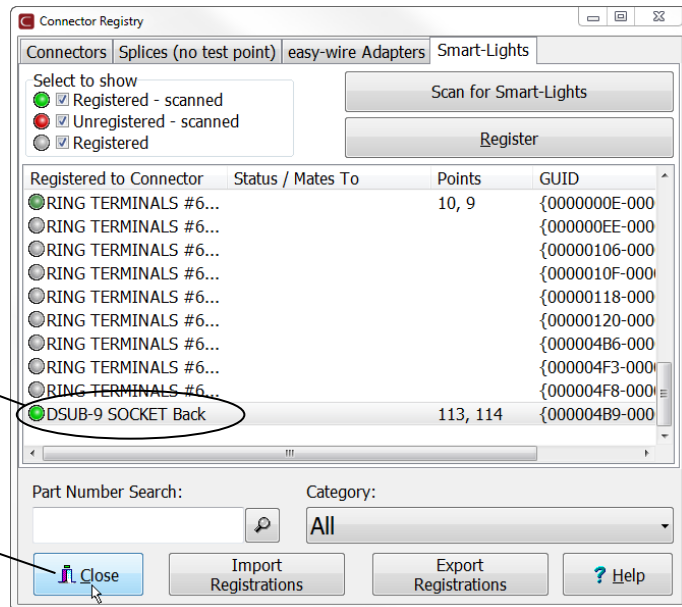 Connector Registry
Connectors Splices (no test point) easy-wire Adapters Smart-Lights
Select to show
Registered - scanned
Unregistered - scanned
Registered
Scan for Smart-Lights
Register
Registered to Connector Status / Mates To Points GUID
RING TERMINALS #6... 10, 9 {0000000E-000
RING TERMINALS #6... {000000EE-000
RING TERMINALS #6... {00000106-000
RING TERMINALS #6... {0000010F-000
RING TERMINALS #6... {00000118-000
RING TERMINALS #6... {00000120-000
RING TERMINALS #6... {000004B6-000
RING TERMINALS #6... {000004F3-000
RING TERMINALS #6... {000004F8-000
DSUB-9 SOCKET Back 113, 114 {000004B9-000
Part Number Search: Category:
All
Close Import Registrations Export Registrations ? Help